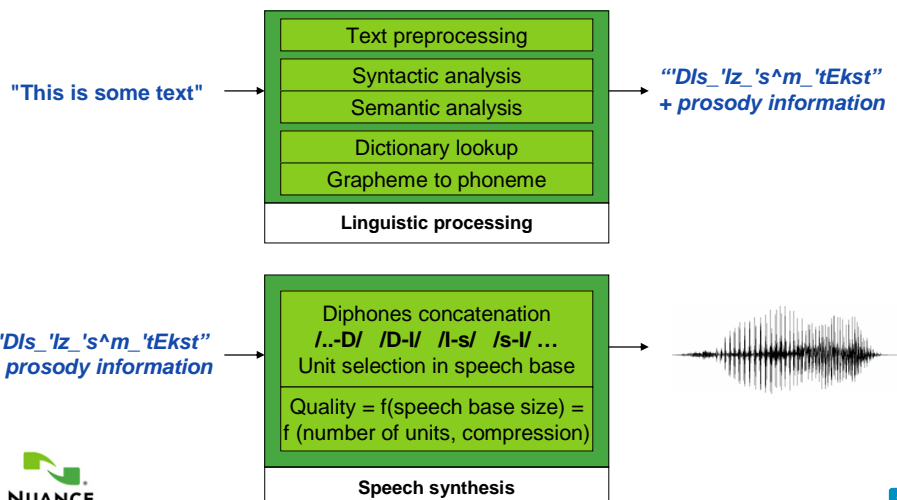 Text preprocessing
Syntactic analysis
Semantic analysis
Dictionary lookup
Grapheme to phoneme
Linguistic processing
"This is some text"
“'DIs_'Iz_'s^m_'tEkst”
+ prosody information
'DIs_'Iz_'s^m_'tEkst”
prosody information
Diphones concatenation
/..-D/ /D-I/ /I-s/ /s-I/ …
Unit selection in speech base
Quality = f(speech base size) =
f (number of units, compression)
Speech synthesis
NUANCE